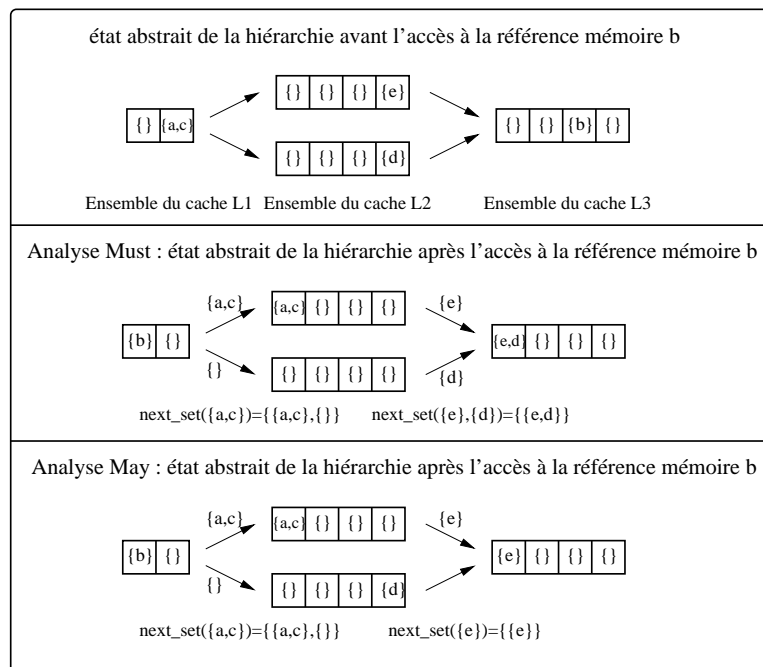 état abstrait de la hiérarchie avant l'accès à la référence mémoire b
{} {} {} {e}
{} {a,c}
{} {} {b} {}
{} {} {} {d}
Ensemble du cache L1 Ensemble du cache L2 Ensemble du cache L3
Analyse Must : état abstrait de la hiérarchie après l'accès à la référence mémoire b
{a,c} {a,c} {} {} {} {e}
{b} {} {e,d} {} {} {}
{} {} {} {} {} {d}
next_set({a,c})={{a,c},{}} next_set({e},{d})={{e,d}}
Analyse May : état abstrait de la hiérarchie après l'accès à la référence mémoire b
{a,c} {a,c} {} {} {} {e}
{b} {} {e} {} {} {}
{} {} {} {} {d}
next_set({a,c})={{a,c},{}} next_set({e})={{e}}